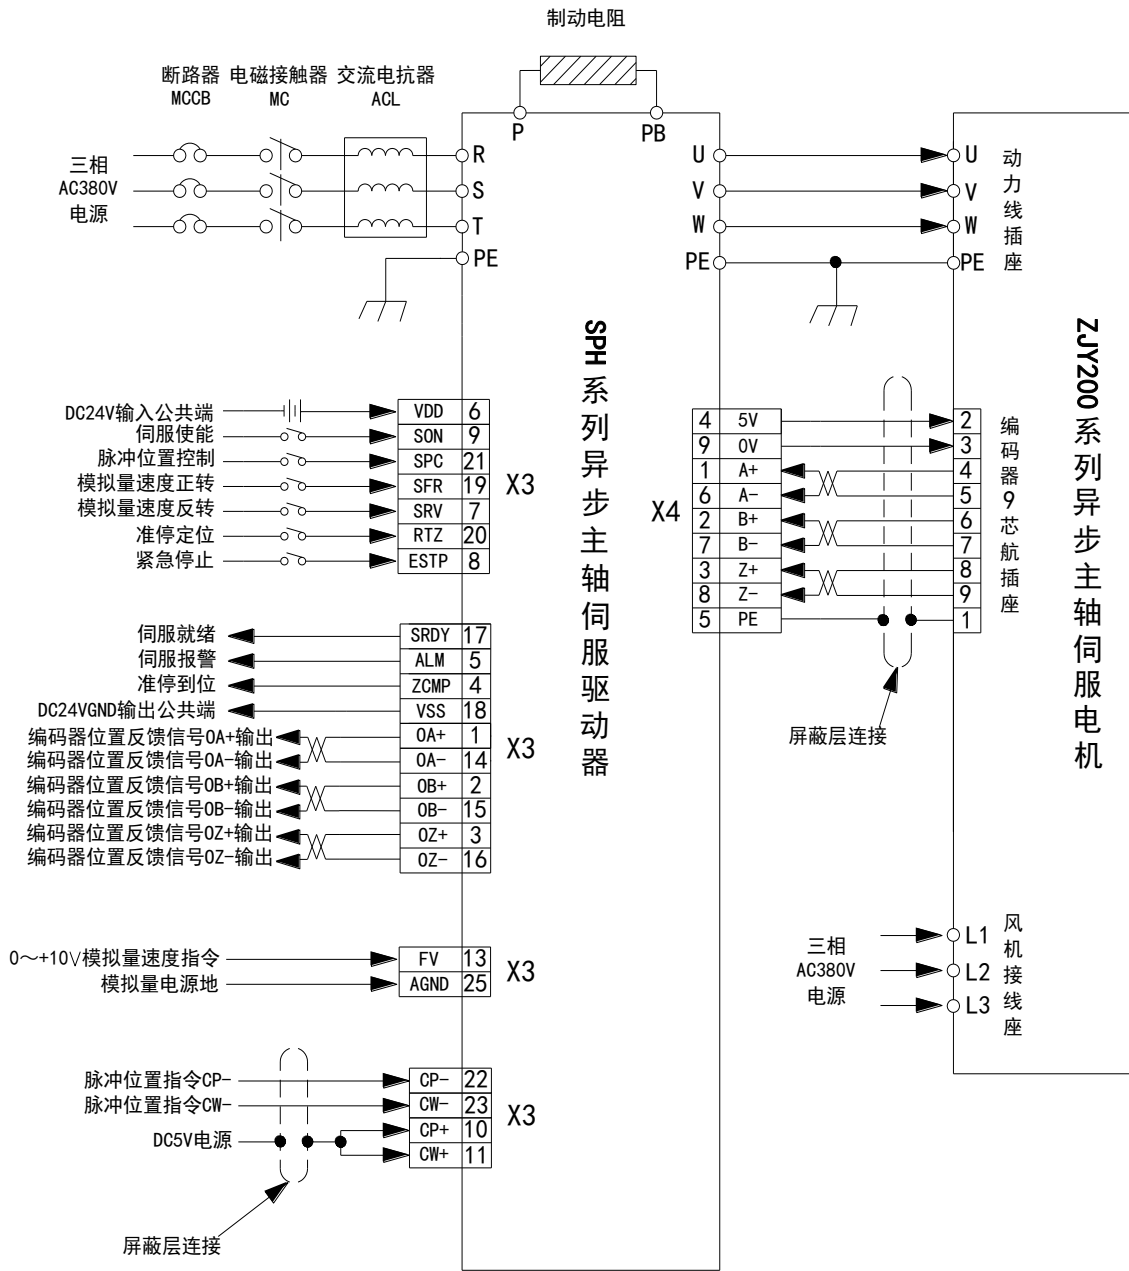 制动电阻
断路器 电磁接触器 交流电抗器
MCCB MC ACL
P PB
三相
AC380V
电源
R
S
T
PE
U
V
W
PE
U
V
W
PE
动力线插座
SPH系列异步主轴伺服驱动器
ZJY200系列异步主轴伺服电机
DC24V输入公共端 VDD 6
伺服使能 SON 9
脉冲位置控制 SPC 21
模拟量速度正转 SFR 19
模拟量速度反转 SRV 7
准停定位 RTZ 20
紧急停止 ESTP 8
X3
4 5V 2
9 0V 3
1 A+ 4
6 A- 5
2 B+ 6
7 B- 7
3 Z+ 8
8 Z- 9
5 PE 1
X4
编码器9芯航插座
屏蔽层连接
伺服就绪 SRDY 17
伺服报警 ALM 5
准停到位 ZCMP 4
DC24VGND输出公共端 VSS 18
编码器位置反馈信号OA+输出 OA+ 1
编码器位置反馈信号OA-输出 OA- 14
编码器位置反馈信号OB+输出 OB+ 2
编码器位置反馈信号OB-输出 OB- 15
编码器位置反馈信号OZ+输出 OZ+ 3
编码器位置反馈信号OZ-输出 OZ- 16
X3
0～+10V模拟量速度指令 FV 13
模拟量电源地 AGND 25
X3
三相
AC380V
电源
L1
L2
L3
风机接线座
脉冲位置指令CP- CP- 22
脉冲位置指令CW- CW- 23
DC5V电源 CP+ 10
CW+ 11
X3
屏蔽层连接